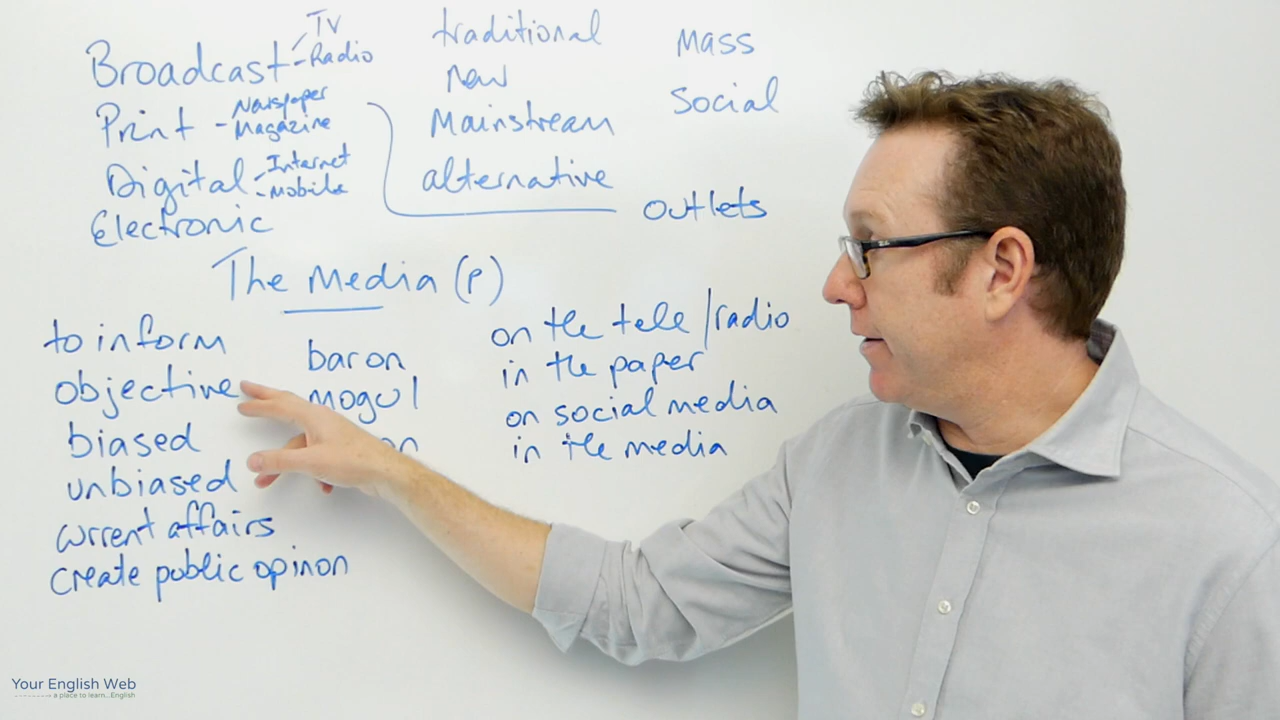 Broadcast
TV
Radio
Print - Newspaper
Magazine
Digital - Internet
Mobile
Electronic
traditional
new
Mainstream
alternative
Mass
Social
outlets
The Media (P)
to inform
objective
biased
unbiased
current affairs
Create public opinon
baron
mogul
on the tele/radio
in the paper
on social media
in the media
Your English Web
a place to learn...English